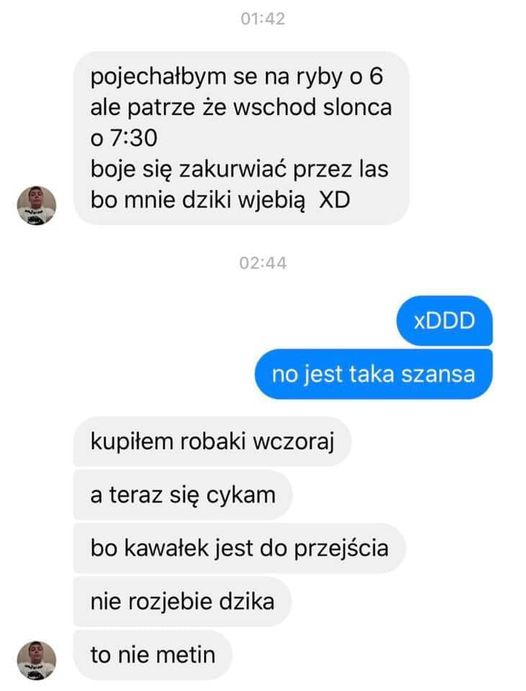 01:42
pojechałbym se na ryby o 6
ale patrze że wschod slonca
o 7:30
boje się zakurwiać przez las
bo mnie dziki wjebią XD
02:44
xDDD
no jest taka szansa
kupiłem robaki wczoraj
a teraz się cykam
bo kawałek jest do przejścia
nie rozjebie dzika
to nie metin